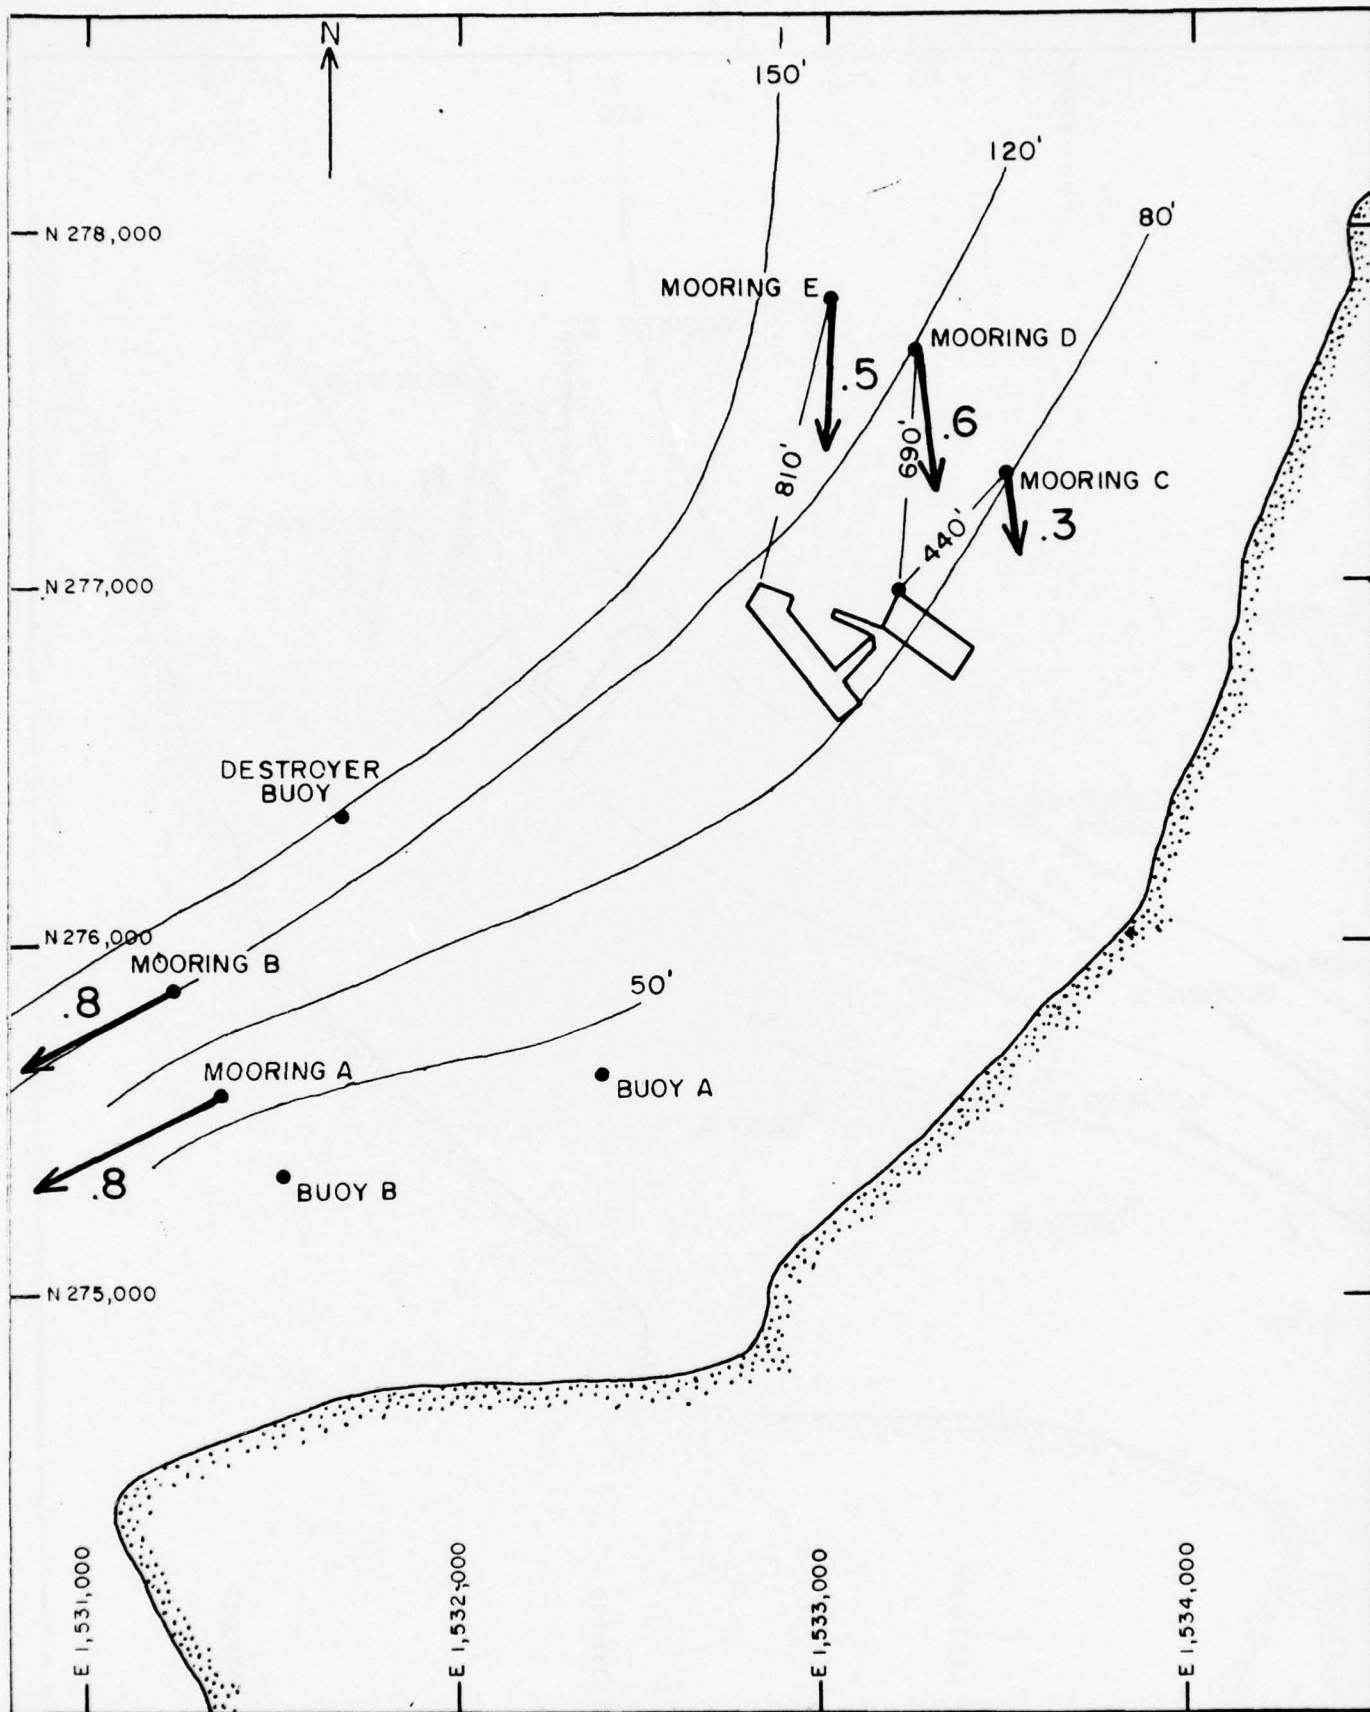 N
150'
120'
80'
N 278,000
MOORING E
MOORING D
.5
.6
810'
690'
MOORING C
440'
.3
N 277,000
DESTROYER
BUOY
N 276,000
MOORING B
.8
50'
MOORING A
BUOY A
.8
BUOY B
N 275,000
E 1,531,000
E 1,532,000
E 1,533,000
E 1,534,000